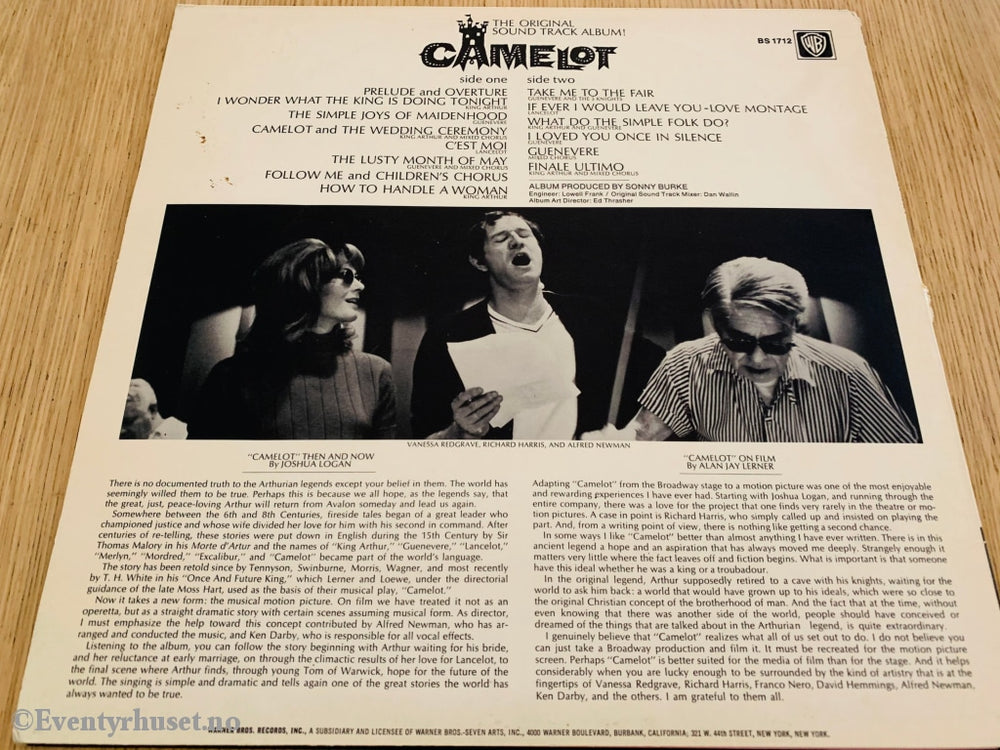 THE ORIGINAL
SOUND TRACK ALBUM!
CAMELOT
BS 1712
WB
side one
PRELUDE and OVERTURE
I WONDER WHAT THE KING IS DOING TONIGHT
KING ARTHUR
THE SIMPLE JOYS OF MAIDENHOOD
GUENEVERE
CAMELOT and THE WEDDING CEREMONY
KING ARTHUR AND MIXED CHORUS
C'EST MOI
LANCELOT
THE LUSTY MONTH OF MAY
GUENEVERE AND MIXED CHORUS
FOLLOW ME and CHILDREN'S CHORUS
HOW TO HANDLE A WOMAN
KING ARTHUR
side two
TAKE ME TO THE FAIR
GUENEVERE AND THE 3 KNIGHTS
IF EVER I WOULD LEAVE YOU-LOVE MONTAGE
LANCELOT
WHAT DO THE SIMPLE FOLK DO?
KING ARTHUR AND GUENEVERE
I LOVED YOU ONCE IN SILENCE
GUENEVERE
GUENEVERE
MIXED CHORUS
FINALE ULTIMO
KING ARTHUR AND MIXED CHORUS
ALBUM PRODUCED BY SONNY BURKE
Engineer: Lowell Frank / Original Sound Track Mixer: Dan Wallin
Album Art Director: Ed Thrasher
VANESSA REDGRAVE, RICHARD HARRIS, AND ALFRED NEWMAN
"CAMELOT" THEN AND NOW
By JOSHUA LOGAN
There is no documented truth to the Arthurian legends except your belief in them. The world has
seemingly willed them to be true. Perhaps this is because we all hope, as the legends say, that
the great, just, peace-loving Arthur will return from Avalon someday and lead us again.
Somewhere between the 6th and 8th Centuries, fireside tales began of a great leader who
championed justice and whose wife divided her love for him with his second in command. After
centuries of re-telling, these stories were put down in English during the 15th Century by Sir
Thomas Malory in his Morte d'Artur and the names of "King Arthur," "Guenevere," "Lancelot,"
"Merlyn," "Mordred," "Excalibur," and "Camelot" became part of the world's language.
The story has been retold since by Tennyson, Swinburne, Morris, Wagner, and most recently
by T. H. White in his "Once And Future King," which Lerner and Loewe, under the directorial
guidance of the late Moss Hart, used as the basis of their musical play, "Camelot."
Now it takes a new form: the musical motion picture. On film we have treated it not as an
operetta, but as a straight dramatic story with certain scenes assuming musical form. As director,
I must emphasize the help toward this concept contributed by Alfred Newman, who has ar-
ranged and conducted the music, and Ken Darby, who is responsible for all vocal effects.
Listening to the album, you can follow the story beginning with Arthur waiting for his bride,
and her reluctance at early marriage, on through the climactic results of her love for Lancelot, to
the final scene where Arthur finds, through young Tom of Warwick, hope for the future of the
world. The singing is simple and dramatic and tells again one of the great stories the world has
always wanted to be true.
"CAMELOT" ON FILM
By ALAN JAY LERNER
Adapting "Camelot" from the Broadway stage to a motion picture was one of the most enjoyable
and rewarding experiences I have ever had. Starting with Joshua Logan, and running through the
entire company, there was a love for the project that one finds very rarely in the theatre or mo-
tion pictures. A case in point is Richard Harris, who simply called up and insisted on playing the
part. And, from a writing point of view, there is nothing like getting a second chance.
In some ways I like "Camelot" better than almost anything I have ever written. There is in this
ancient legend a hope and an aspiration that has always moved me deeply. Strangely enough it
matters very little where the fact leaves off and fiction begins. What is important is that someone
have this ideal whether he was a king or a troubadour.
In the original legend, Arthur supposedly retired to a cave with his knights, waiting for the
world to ask him back: a world that would have grown up to his ideals, which were so close to
the original Christian concept of the brotherhood of man. And the fact that at the time, without
even knowing that there was another side of the world, people should have conceived or
dreamed of the things that are talked about in the Arthurian legend, is quite extraordinary.
I genuinely believe that "Camelot" realizes what all of us set out to do. I do not believe you
can just take a Broadway production and film it. It must be recreated for the motion picture
screen. Perhaps "Camelot" is better suited for the media of film than for the stage. And it helps
considerably when you are lucky enough to be surrounded by the kind of artistry that is at the
fingertips of Vanessa Redgrave, Richard Harris, Franco Nero, David Hemmings, Alfred Newman,
Ken Darby, and the others. I am grateful to them all.
©Eventyrhuset.no
WARNER BROS. RECORDS, INC., A SUBSIDIARY AND LICENSEE OF WARNER BROS.-SEVEN ARTS, INC., 4000 WARNER BOULEVARD, BURBANK, CALIFORNIA; 321 W. 44th STREET, NEW YORK, NEW YORK.